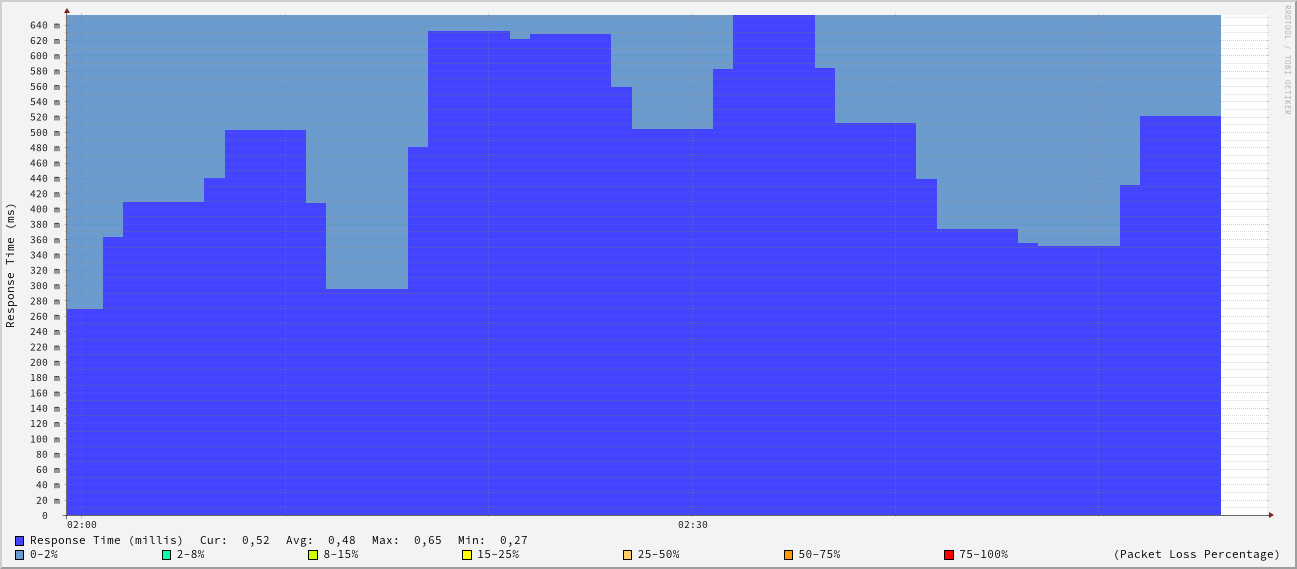 RRDTOOL / TOBI OETIKER
Response Time (ms)
640 m
620 m
600 m
580 m
560 m
540 m
520 m
500 m
480 m
460 m
440 m
420 m
400 m
380 m
360 m
340 m
320 m
300 m
280 m
260 m
240 m
220 m
200 m
180 m
160 m
140 m
120 m
100 m
80 m
60 m
40 m
20 m
0
02:00 02:30
Response Time (millis) Cur: 0,52 Avg: 0,48 Max: 0,65 Min: 0,27
0-2% 2-8% 8-15% 15-25% 25-50% 50-75% 75-100% (Packet Loss Percentage)